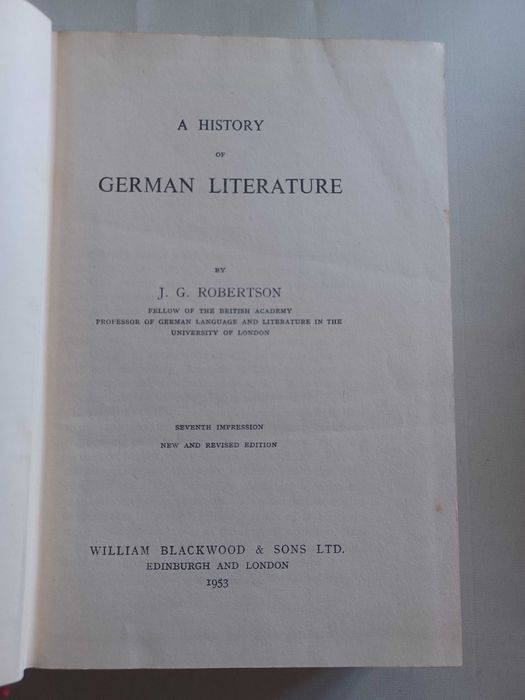 A HISTORY
OF
GERMAN LITERATURE
BY
J. G. ROBERTSON
FELLOW OF THE BRITISH ACADEMY
PROFESSOR OF GERMAN LANGUAGE AND LITERATURE IN THE
UNIVERSITY OF LONDON
SEVENTH IMPRESSION
NEW AND REVISED EDITION
WILLIAM BLACKWOOD & SONS LTD.
EDINBURGH AND LONDON
1953